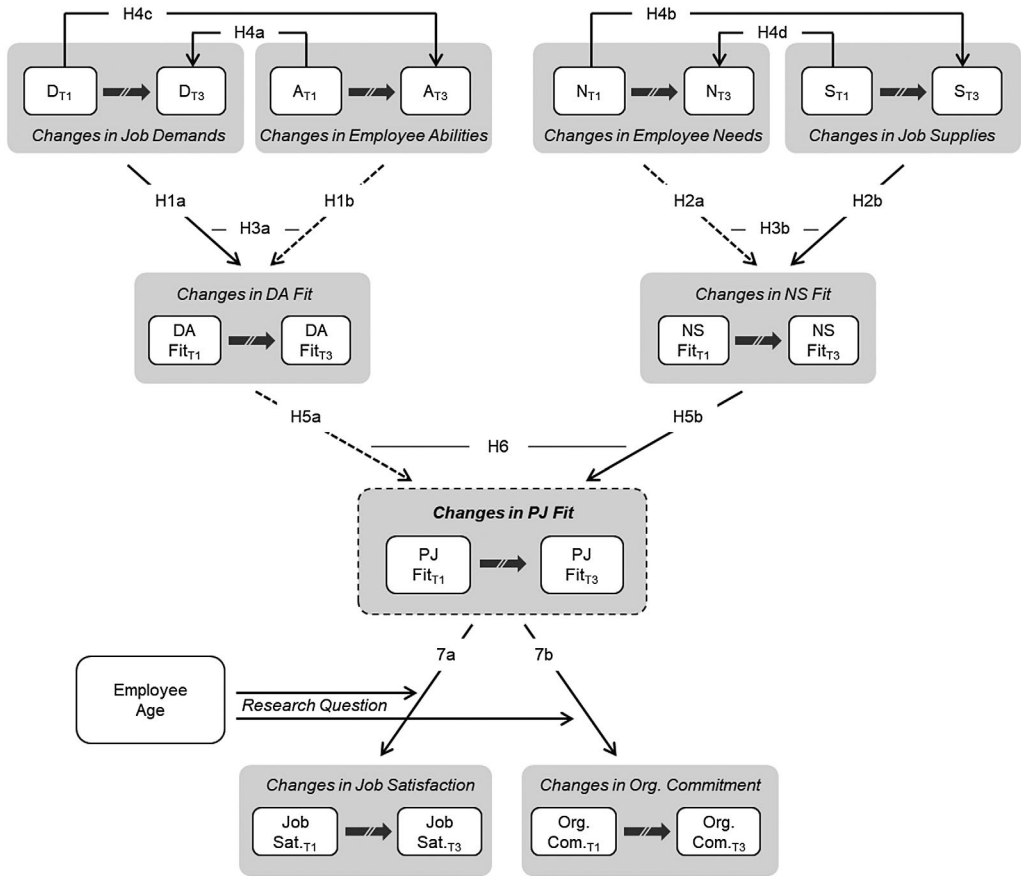 H4c
H4a
H4b
H4d
DT1
DT3
AT1
AT3
NT1
NT3
ST1
ST3
Changes in Job Demands
Changes in Employee Abilities
Changes in Employee Needs
Changes in Job Supplies
H1a
H1b
H2a
H2b
H3a
H3b
Changes in DA Fit
DA
FitT1
DA
FitT3
Changes in NS Fit
NS
FitT1
NS
FitT3
H5a
H5b
H6
Changes in PJ Fit
PJ
FitT1
PJ
FitT3
7a
7b
Employee
Age
Research Question
Changes in Job Satisfaction
Job
Sat.T1
Job
Sat.T3
Changes in Org. Commitment
Org.
Com.T1
Org.
Com.T3